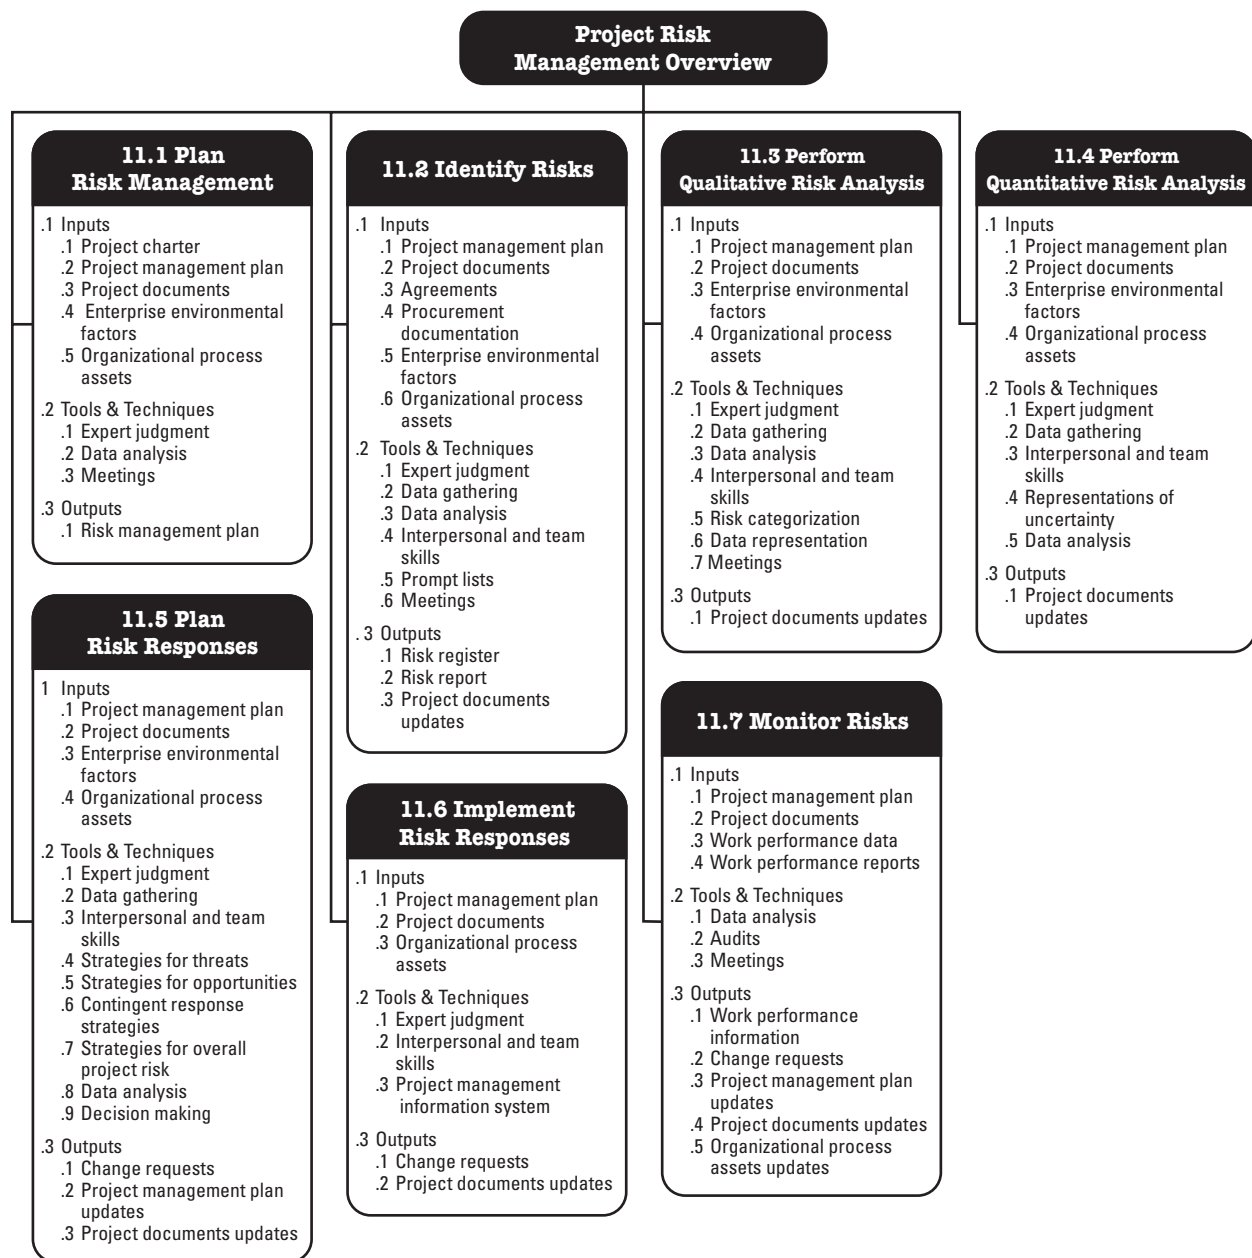 Project Risk
Management Overview
11.1 Plan
Risk Management
.1 Inputs
.1 Project charter
.2 Project management plan
.3 Project documents
.4 Enterprise environmental
factors
.5 Organizational process
assets
.2 Tools & Techniques
.1 Expert judgment
.2 Data analysis
.3 Meetings
.3 Outputs
.1 Risk management plan
11.2 Identify Risks
.1 Inputs
.1 Project management plan
.2 Project documents
.3 Agreements
.4 Procurement
documentation
.5 Enterprise environmental
factors
.6 Organizational process
assets
.2 Tools & Techniques
.1 Expert judgment
.2 Data gathering
.3 Data analysis
.4 Interpersonal and team
skills
.5 Prompt lists
.6 Meetings
. 3 Outputs
.1 Risk register
.2 Risk report
.3 Project documents
updates
11.3 Perform
Qualitative Risk Analysis
.1 Inputs
.1 Project management plan
.2 Project documents
.3 Enterprise environmental
factors
.4 Organizational process
assets
.2 Tools & Techniques
.1 Expert judgment
.2 Data gathering
.3 Data analysis
.4 Interpersonal and team
skills
.5 Risk categorization
.6 Data representation
.7 Meetings
.3 Outputs
.1 Project documents updates
11.4 Perform
Quantitative Risk Analysis
.1 Inputs
.1 Project management plan
.2 Project documents
.3 Enterprise environmental
factors
.4 Organizational process
assets
.2 Tools & Techniques
.1 Expert judgment
.2 Data gathering
.3 Interpersonal and team
skills
.4 Representations of
uncertainty
.5 Data analysis
.3 Outputs
.1 Project documents
updates
11.5 Plan
Risk Responses
1 Inputs
.1 Project management plan
.2 Project documents
.3 Enterprise environmental
factors
.4 Organizational process
assets
.2 Tools & Techniques
.1 Expert judgment
.2 Data gathering
.3 Interpersonal and team
skills
.4 Strategies for threats
.5 Strategies for opportunities
.6 Contingent response
strategies
.7 Strategies for overall
project risk
.8 Data analysis
.9 Decision making
.3 Outputs
.1 Change requests
.2 Project management plan
updates
.3 Project documents updates
11.6 Implement
Risk Responses
.1 Inputs
.1 Project management plan
.2 Project documents
.3 Organizational process
assets
.2 Tools & Techniques
.1 Expert judgment
.2 Interpersonal and team
skills
.3 Project management
information system
.3 Outputs
.1 Change requests
.2 Project documents updates
11.7 Monitor Risks
.1 Inputs
.1 Project management plan
.2 Project documents
.3 Work performance data
.4 Work performance reports
.2 Tools & Techniques
.1 Data analysis
.2 Audits
.3 Meetings
.3 Outputs
.1 Work performance
information
.2 Change requests
.3 Project management plan
updates
.4 Project documents updates
.5 Organizational process
assets updates